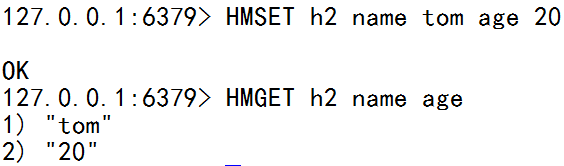 127.0.0.1:6379> HMSET h2 name tom age 20
OK
127.0.0.1:6379> HMGET h2 name age
1) "tom"
2) "20"